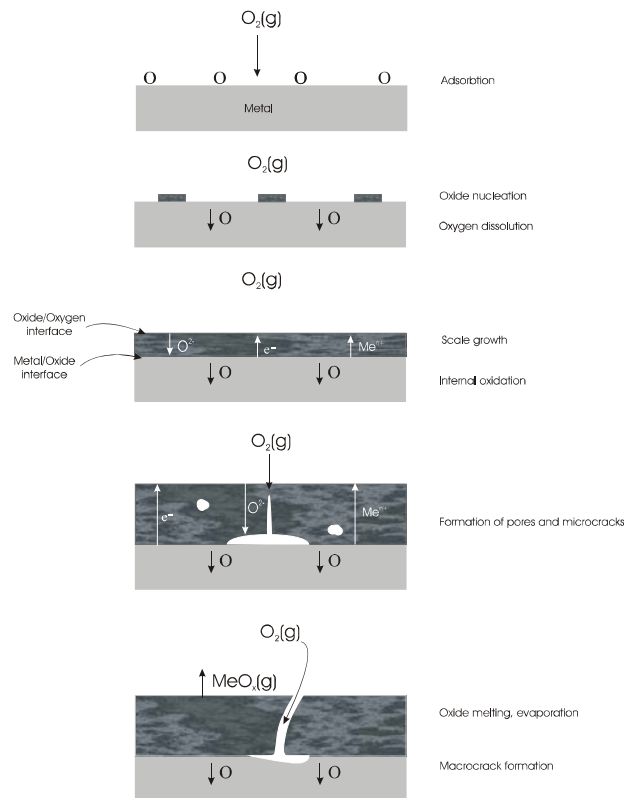 O₂(g)
O O O O
Adsorbtion
Metal
O₂(g)
Oxide nucleation
O O
Oxygen dissolution
O₂(g)
Oxide/Oxygen
interface
O²⁻ e⁻ Meⁿ⁺
Scale growth
Metal/Oxide
interface
O O
Internal oxidation
O₂(g)
e⁻ O²⁻ Meⁿ⁺
Formation of pores and microcracks
O O
O₂(g)
MeOₓ(g)
Oxide melting, evaporation
O O
Macrocrack formation